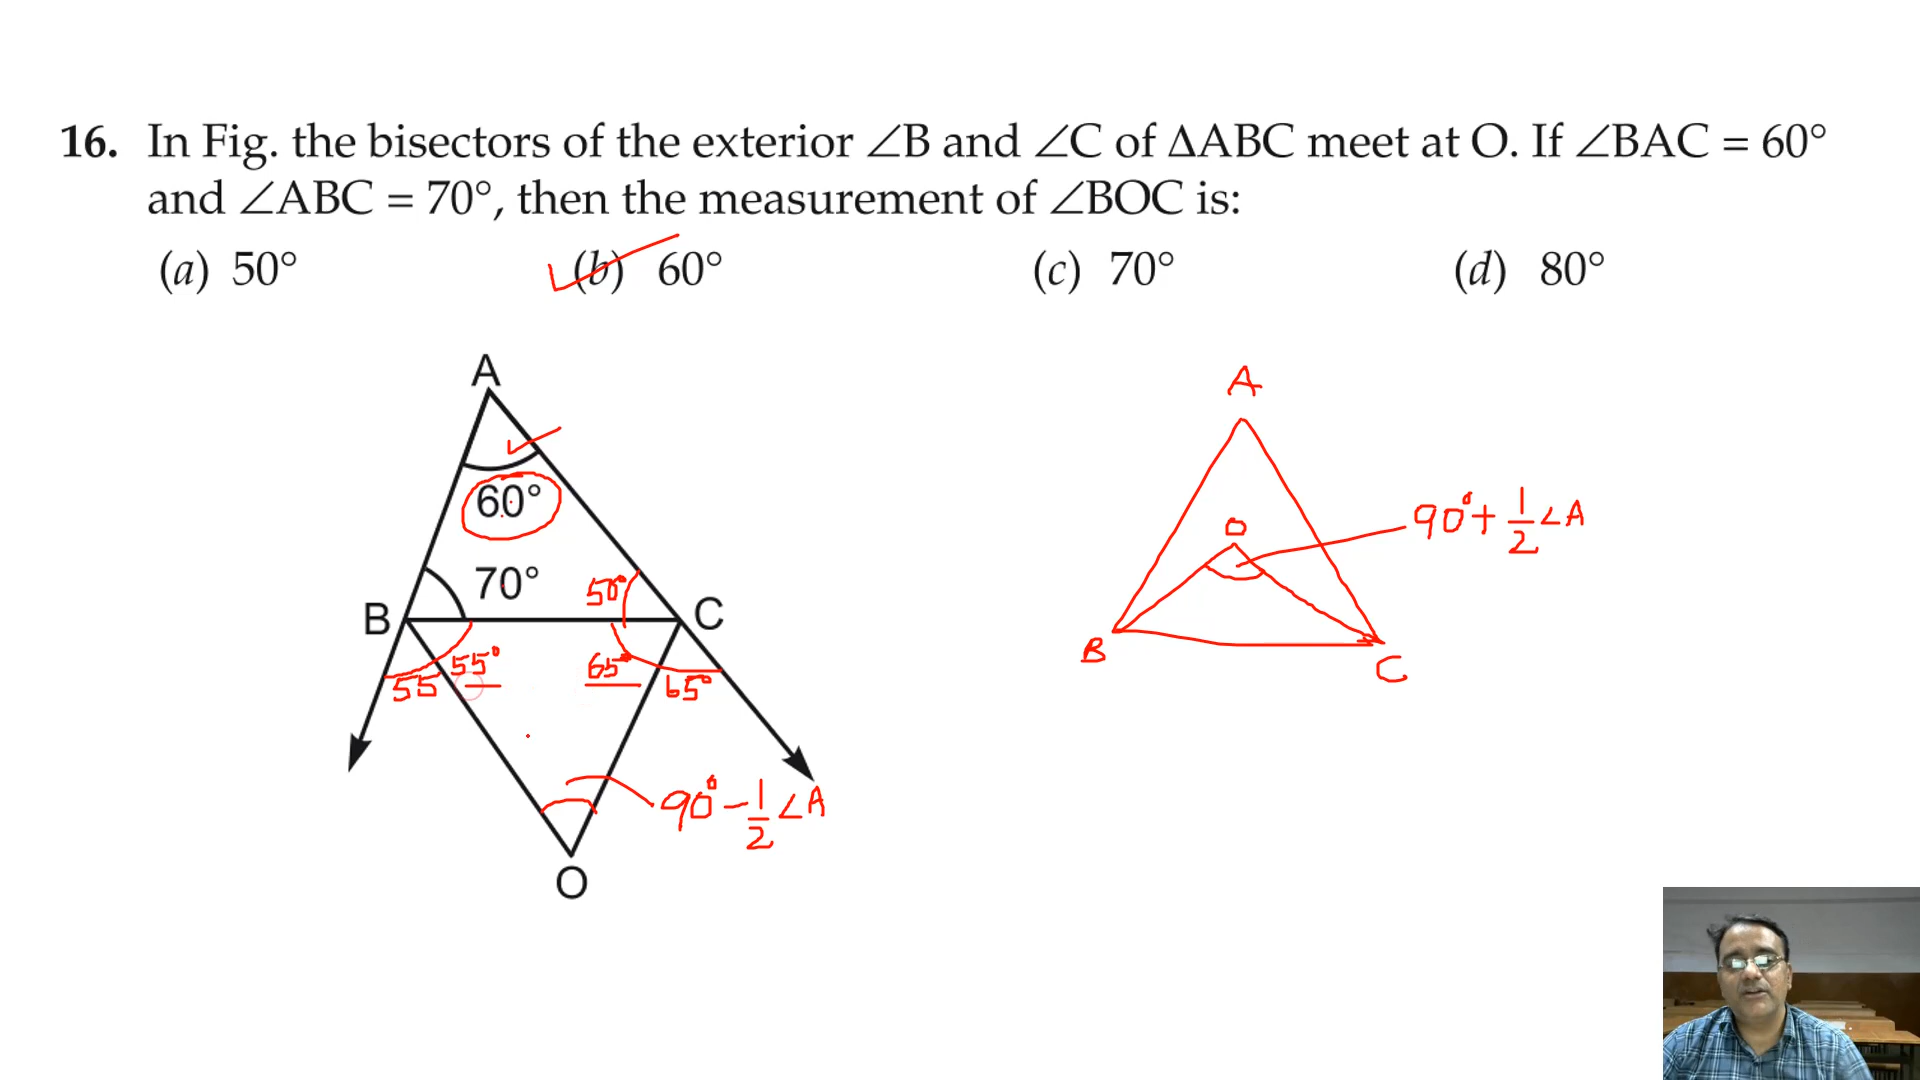 16. In Fig. the bisectors of the exterior ∠B and ∠C of ΔABC meet at O. If ∠BAC = 60°
and ∠ABC = 70°, then the measurement of ∠BOC is:
(a) 50° (b) 60° (c) 70° (d) 80°
A
60°
70°
50°
B
C
55°
55
65°
65°
90° - 1/2 ∠A
O
A
O
90° + 1/2 ∠A
B
C